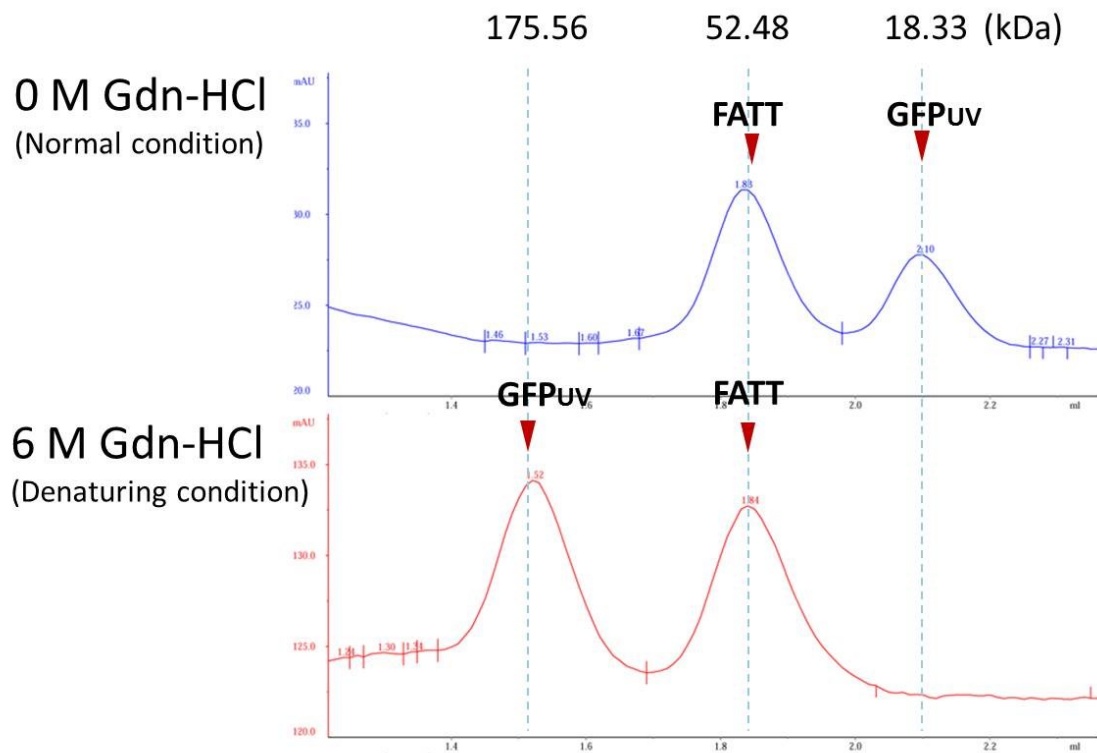 175.56 52.48 18.33 (kDa)
0 M Gdn-HCl
(Normal condition)
mAU
FATT GFPUV
1.83
30.0
2.10
25.0
1.46 1.53 1.60 1.67
2.27 2.31
20.0
1.4 1.6 1.8 2.0 2.2 ml
GFPUV FATT
6 M Gdn-HCl
(Denaturing condition)
mAU
135.0
1.52
1.84
130.0
125.0
1.30
120.0
1.4 1.6 1.8 2.0 2.2 ml